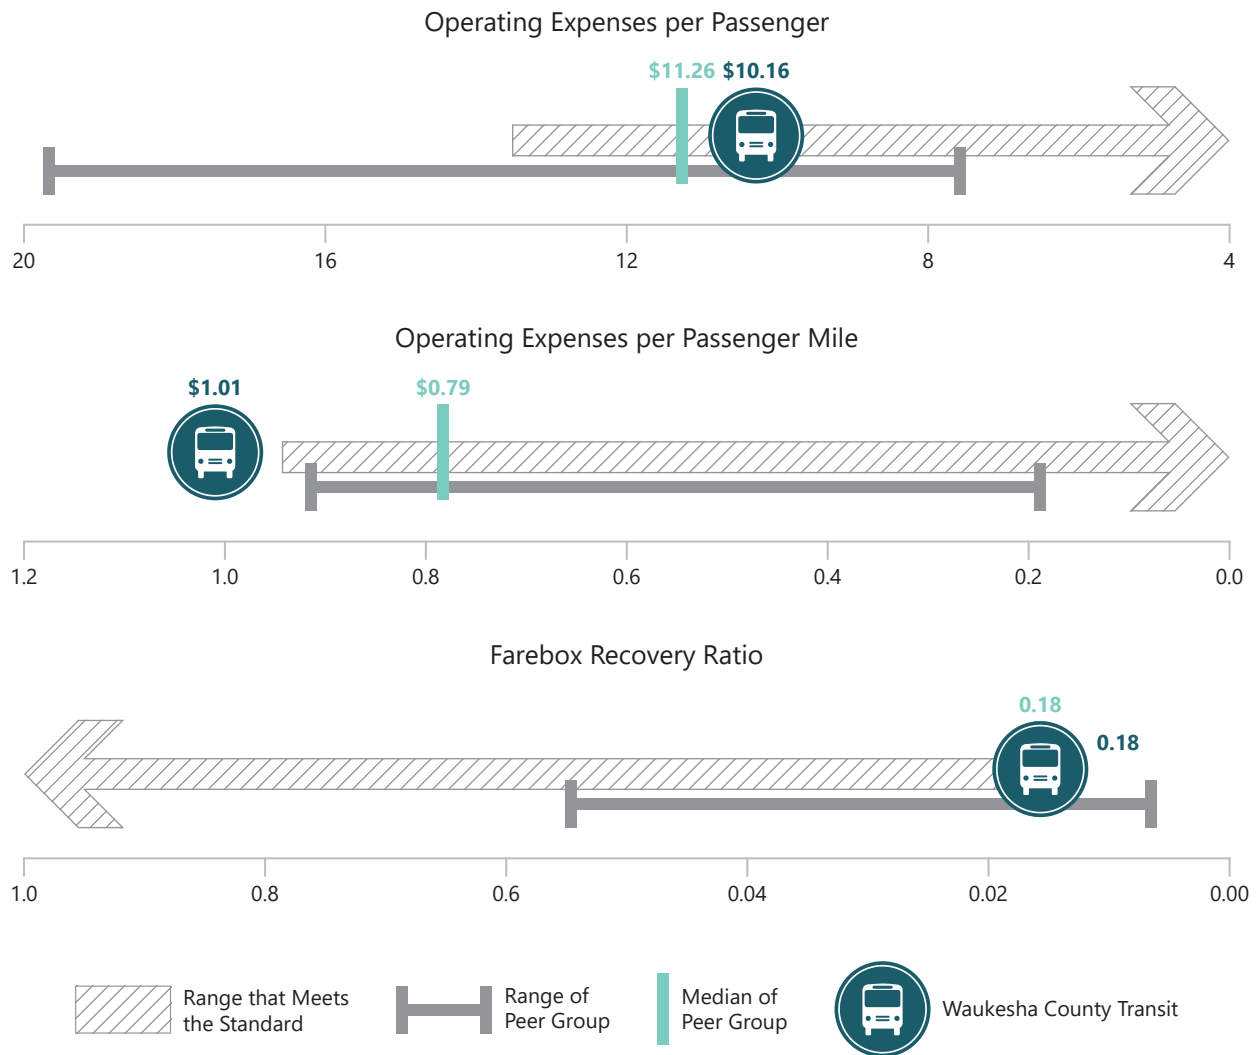 Operating Expenses per Passenger
$11.26 $10.16
20 16 12 8 4
Operating Expenses per Passenger Mile
$1.01 $0.79
1.2 1.0 0.8 0.6 0.4 0.2 0.0
Farebox Recovery Ratio
0.18
0.18
1.0 0.8 0.6 0.04 0.02 0.00
Range that Meets
the Standard
Range of
Peer Group
Median of
Peer Group
Waukesha County Transit